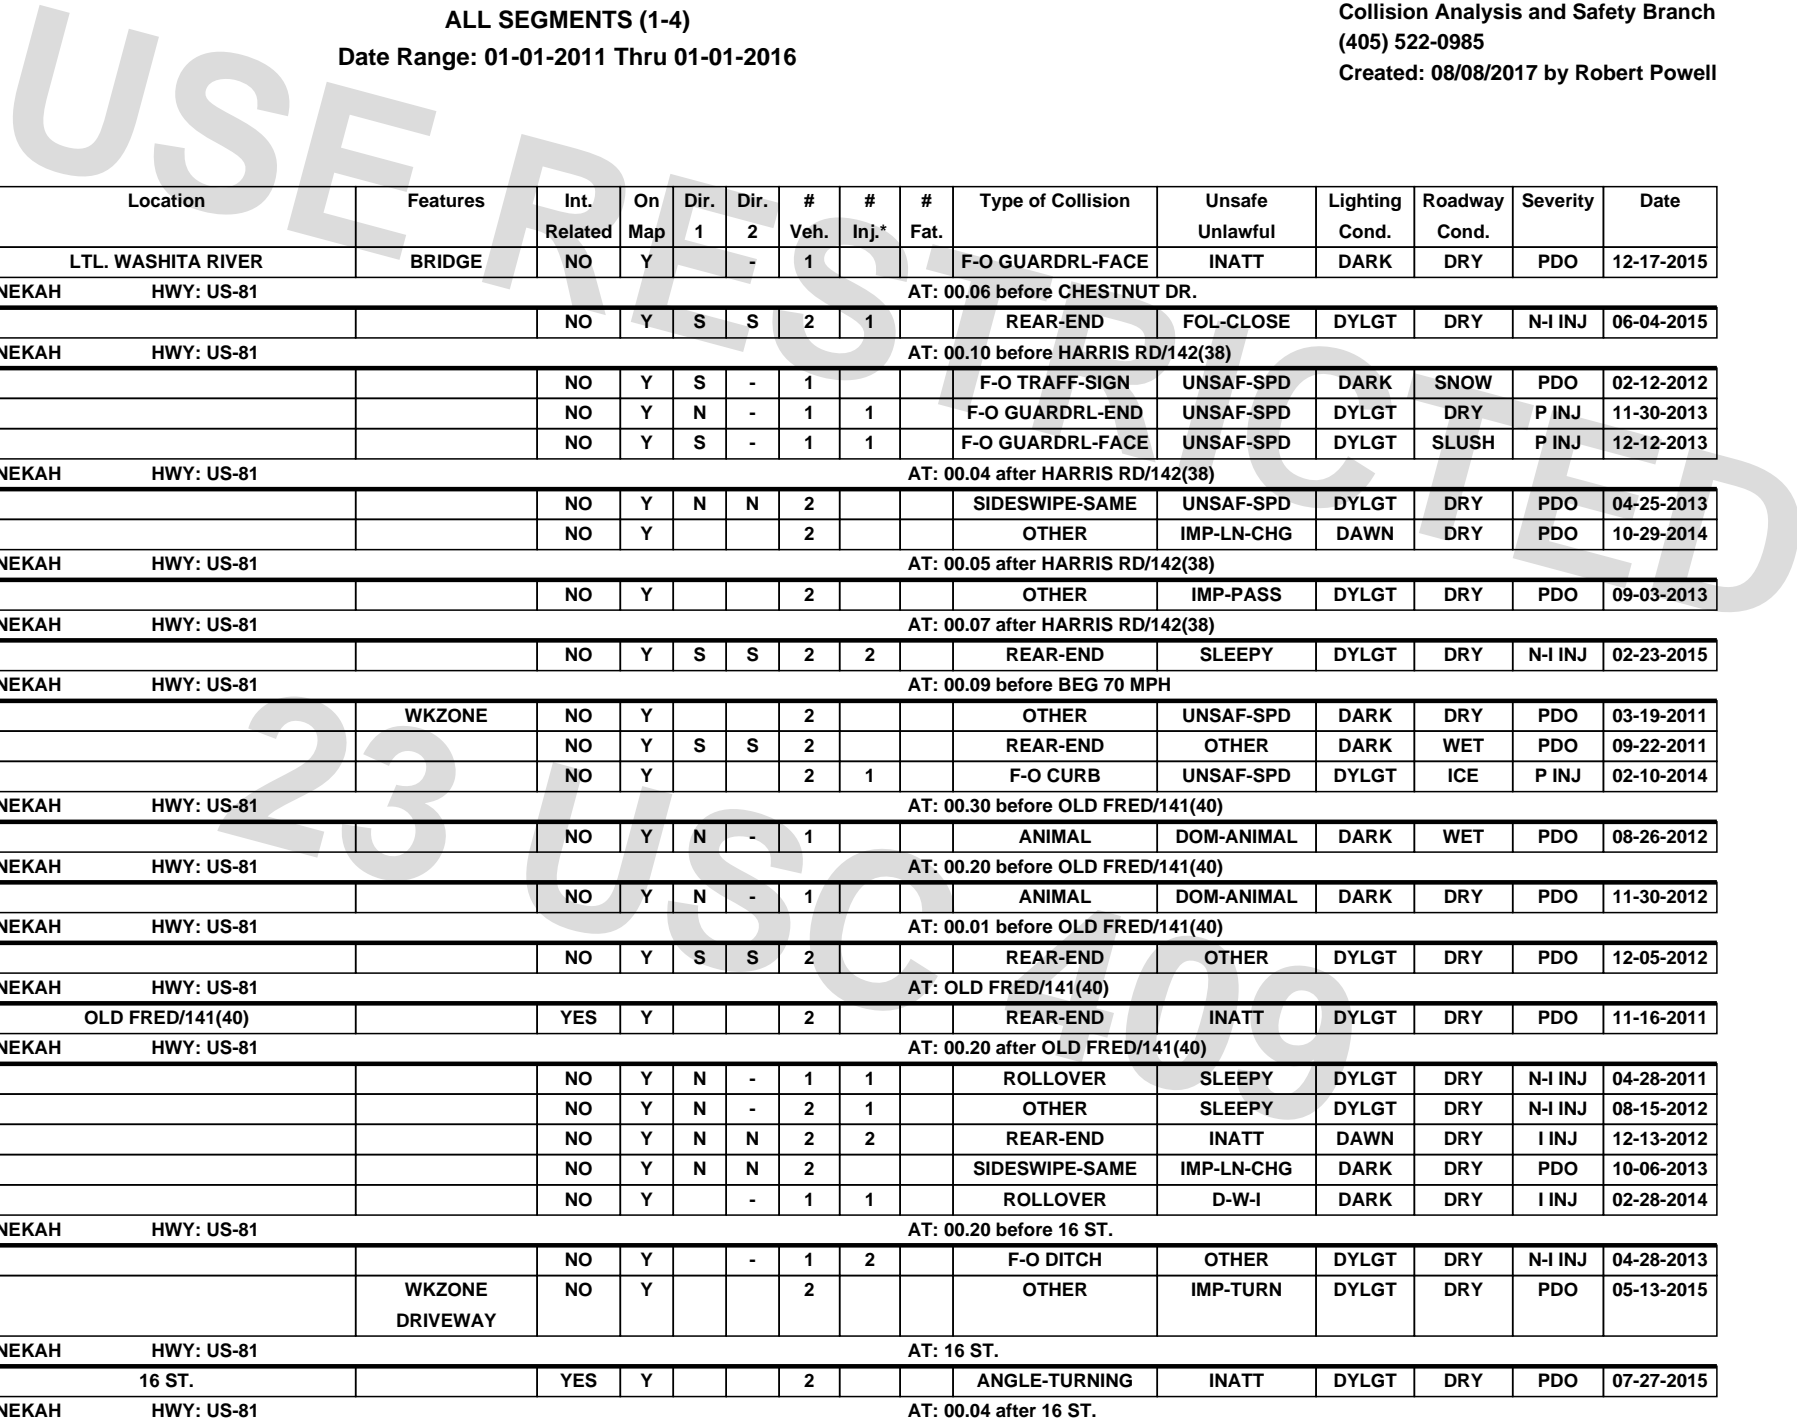 ALL SEGMENTS (1-4)
Date Range: 01-01-2011 Thru 01-01-2016
Collision Analysis and Safety Branch
(405) 522-0985
Created: 08/08/2017 by Robert Powell
USE RESTRICTED
23 USC 409
Location Features Int. Related On Map Dir. 1 Dir. 2 # Veh. # Inj.* # Fat. Type of Collision Unsafe Unlawful Lighting Cond. Roadway Cond. Severity Date
LTL. WASHITA RIVER BRIDGE NO Y - 1 F-O GUARDRL-FACE INATT DARK DRY PDO 12-17-2015
NEKAH HWY: US-81 AT: 00.06 before CHESTNUT DR.
NO Y S S 2 1 REAR-END FOL-CLOSE DYLGT DRY N-I INJ 06-04-2015
NEKAH HWY: US-81 AT: 00.10 before HARRIS RD/142(38)
NO Y S - 1 F-O TRAFF-SIGN UNSAF-SPD DARK SNOW PDO 02-12-2012
NO Y N - 1 1 F-O GUARDRL-END UNSAF-SPD DYLGT DRY P INJ 11-30-2013
NO Y S - 1 1 F-O GUARDRL-FACE UNSAF-SPD DYLGT SLUSH P INJ 12-12-2013
NEKAH HWY: US-81 AT: 00.04 after HARRIS RD/142(38)
NO Y N N 2 SIDESWIPE-SAME UNSAF-SPD DYLGT DRY PDO 04-25-2013
NO Y 2 OTHER IMP-LN-CHG DAWN DRY PDO 10-29-2014
NEKAH HWY: US-81 AT: 00.05 after HARRIS RD/142(38)
NO Y 2 OTHER IMP-PASS DYLGT DRY PDO 09-03-2013
NEKAH HWY: US-81 AT: 00.07 after HARRIS RD/142(38)
NO Y S S 2 2 REAR-END SLEEPY DYLGT DRY N-I INJ 02-23-2015
NEKAH HWY: US-81 AT: 00.09 before BEG 70 MPH
WKZONE NO Y 2 OTHER UNSAF-SPD DARK DRY PDO 03-19-2011
NO Y S S 2 REAR-END OTHER DARK WET PDO 09-22-2011
NO Y 2 1 F-O CURB UNSAF-SPD DYLGT ICE P INJ 02-10-2014
NEKAH HWY: US-81 AT: 00.30 before OLD FRED/141(40)
NO Y N - 1 ANIMAL DOM-ANIMAL DARK WET PDO 08-26-2012
NEKAH HWY: US-81 AT: 00.20 before OLD FRED/141(40)
NO Y N - 1 ANIMAL DOM-ANIMAL DARK DRY PDO 11-30-2012
NEKAH HWY: US-81 AT: 00.01 before OLD FRED/141(40)
NO Y S S 2 REAR-END OTHER DYLGT DRY PDO 12-05-2012
NEKAH HWY: US-81 AT: OLD FRED/141(40)
OLD FRED/141(40) YES Y 2 REAR-END INATT DYLGT DRY PDO 11-16-2011
NEKAH HWY: US-81 AT: 00.20 after OLD FRED/141(40)
NO Y N - 1 1 ROLLOVER SLEEPY DYLGT DRY N-I INJ 04-28-2011
NO Y N - 2 1 OTHER SLEEPY DYLGT DRY N-I INJ 08-15-2012
NO Y N N 2 2 REAR-END INATT DAWN DRY I INJ 12-13-2012
NO Y N N 2 SIDESWIPE-SAME IMP-LN-CHG DARK DRY PDO 10-06-2013
NO Y - 1 1 ROLLOVER D-W-I DARK DRY I INJ 02-28-2014
NEKAH HWY: US-81 AT: 00.20 before 16 ST.
NO Y - 1 2 F-O DITCH OTHER DYLGT DRY N-I INJ 04-28-2013
WKZONE NO Y 2 OTHER IMP-TURN DYLGT DRY PDO 05-13-2015
DRIVEWAY
NEKAH HWY: US-81 AT: 16 ST.
16 ST. YES Y 2 ANGLE-TURNING INATT DYLGT DRY PDO 07-27-2015
NEKAH HWY: US-81 AT: 00.04 after 16 ST.